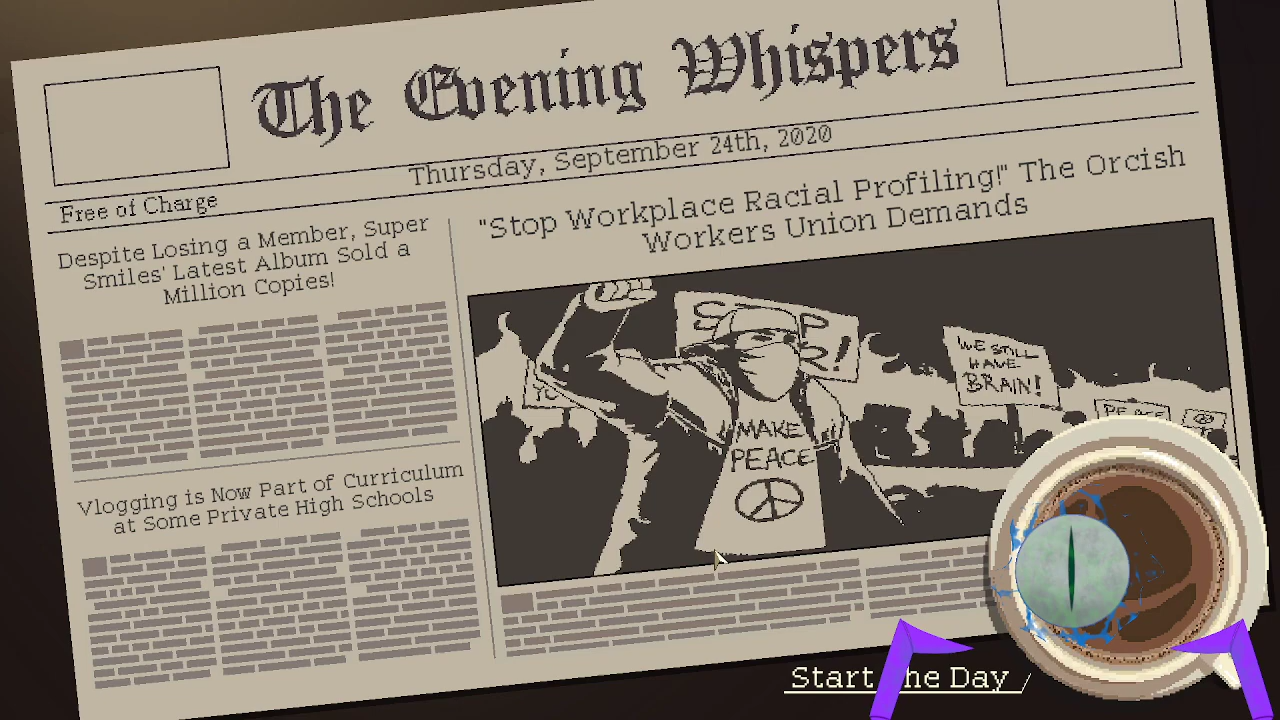 The Evening Whispers
Thursday, September 24th, 2020
Free of Charge
Despite Losing a Member, Super
Smiles' Latest Album Sold a
Million Copies!
Vlogging is Now Part of Curriculum
at Some Private High Schools
"Stop Workplace Racial Profiling!" The Orcish
Workers Union Demands
STOP
WE STILL
HAVE
BRAIN!
MAKE
PEACE
PEACE
Start the Day